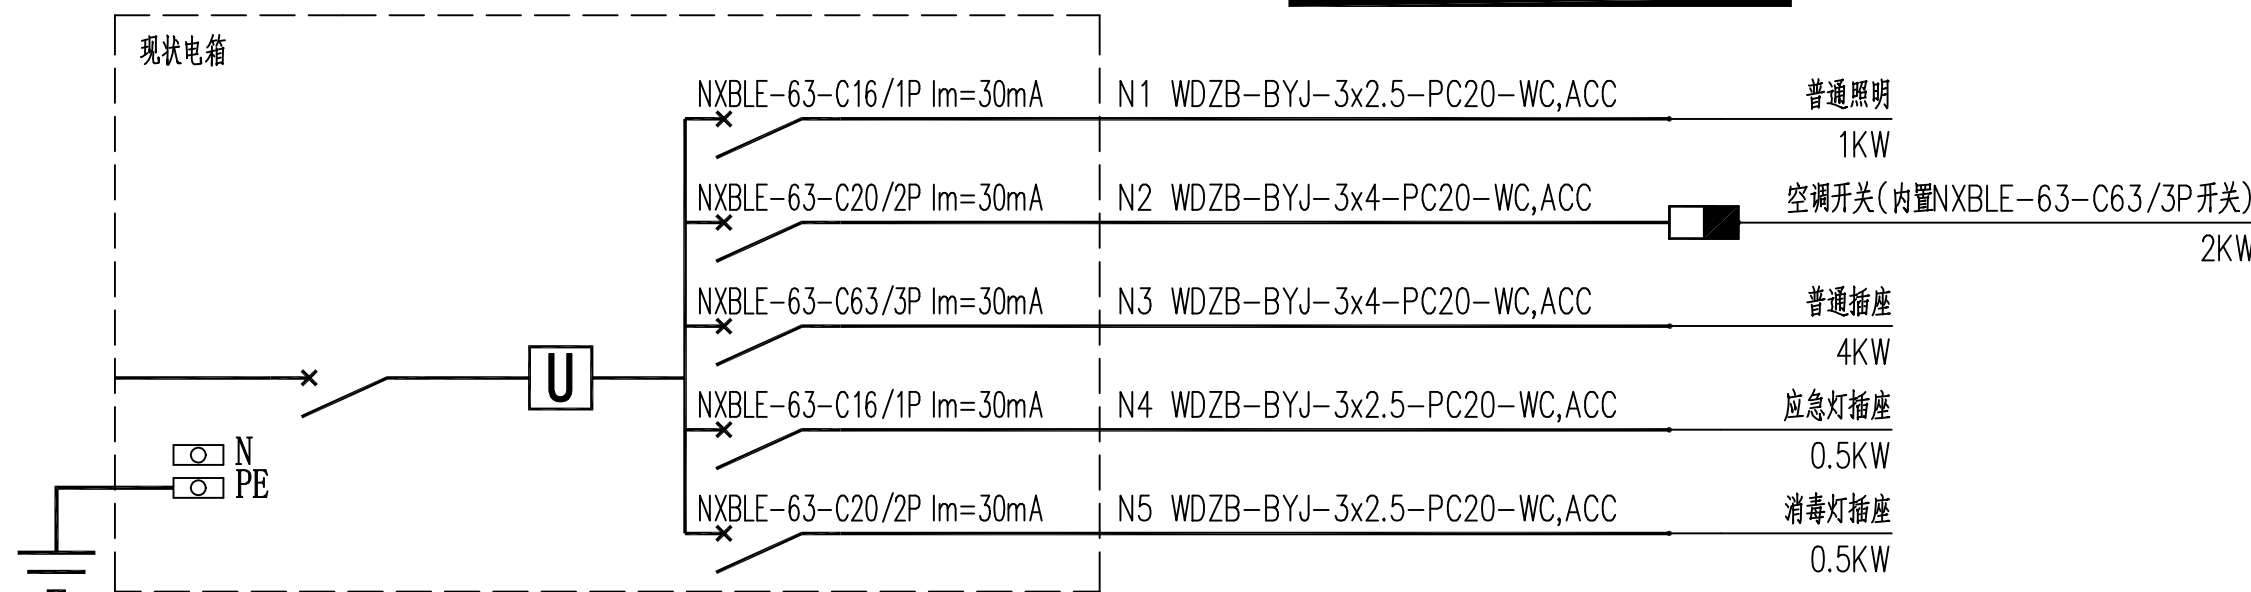 现状电箱
NXBLE-63-C16/1P Im=30mA N1 WDZB-BYJ-3x2.5-PC20-WC,ACC 普通照明
1KW
NXBLE-63-C20/2P Im=30mA N2 WDZB-BYJ-3x4-PC20-WC,ACC 空调开关(内置NXBLE-63-C63/3P开关)
2KW
NXBLE-63-C63/3P Im=30mA N3 WDZB-BYJ-3x4-PC20-WC,ACC 普通插座
4KW
U
NXBLE-63-C16/1P Im=30mA N4 WDZB-BYJ-3x2.5-PC20-WC,ACC 应急灯插座
0.5KW
N
PE
NXBLE-63-C20/2P Im=30mA N5 WDZB-BYJ-3x2.5-PC20-WC,ACC 消毒灯插座
0.5KW